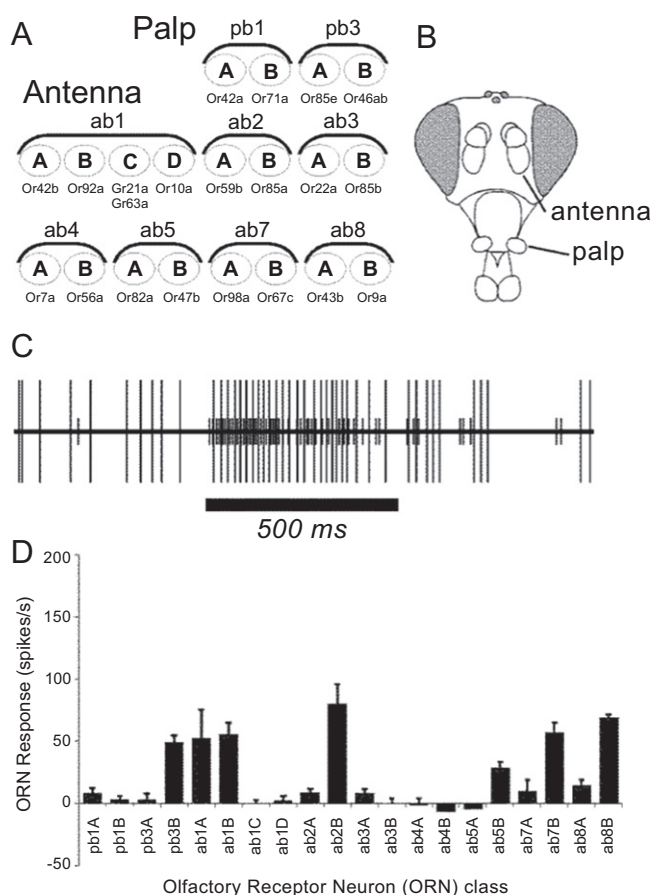 A
Palp
pb1 pb3
A B A B
Or42a Or71a Or85e Or46ab
Antenna
ab1 ab2 ab3
A B C D A B A B
Or42b Or92a Gr21a Or10a Or59b Or85a Or22a Or85b
Gr63a
ab4 ab5 ab7 ab8
A B A B A B A B
Or7a Or56a Or82a Or47b Or98a Or67c Or43b Or9a
B
antenna
palp
C
500 ms
D
ORN Response (spikes/s)
200
150
100
50
0
-50
pb1A pb1B pb3A pb3B ab1A ab1B ab1C ab1D ab2A ab2B ab3A ab3B ab4A ab4B ab5A ab5B ab7A ab7B ab8A ab8B
Olfactory Receptor Neuron (ORN) class